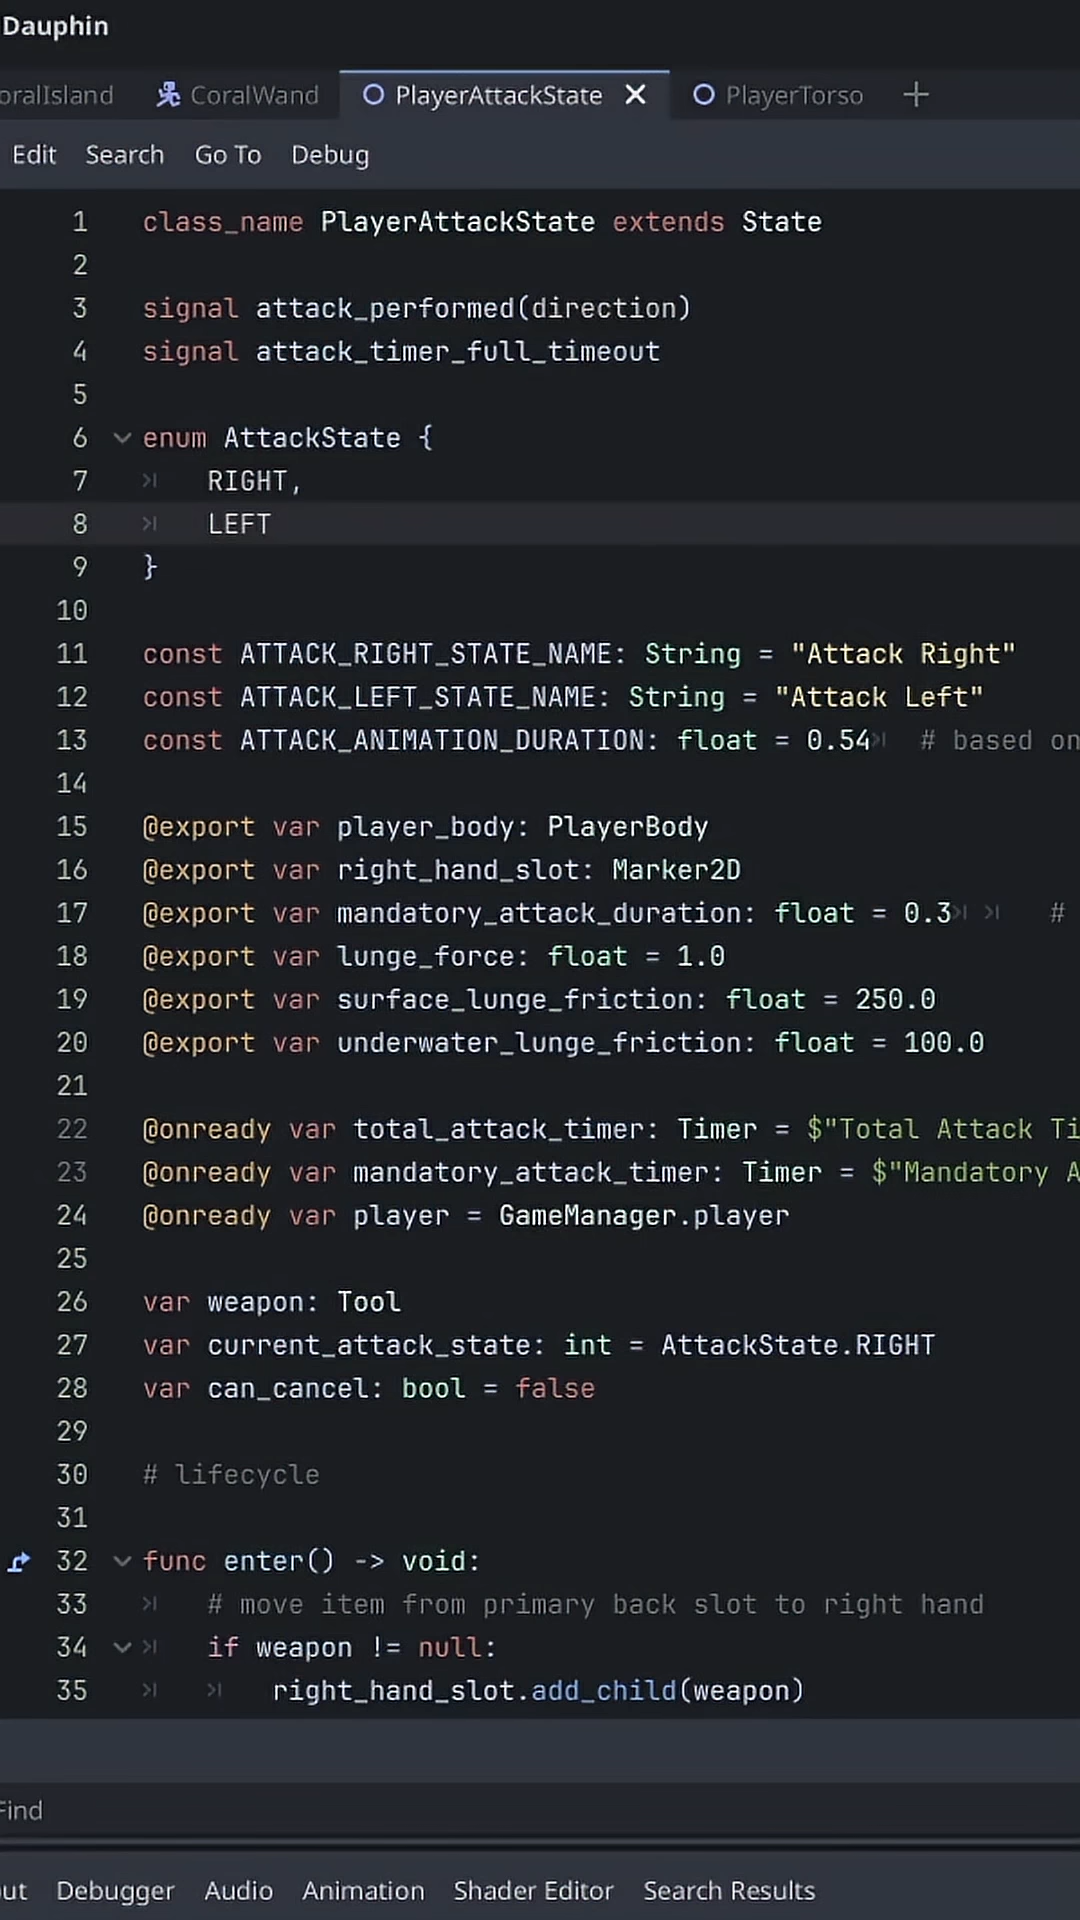 Dauphin
oralIsland CoralWand PlayerAttackState PlayerTorso
Edit Search Go To Debug
1 class_name PlayerAttackState extends State
2
3 signal attack_performed(direction)
4 signal attack_timer_full_timeout
5
6 enum AttackState {
7 RIGHT,
8 LEFT
9 }
10
11 const ATTACK_RIGHT_STATE_NAME: String = "Attack Right"
12 const ATTACK_LEFT_STATE_NAME: String = "Attack Left"
13 const ATTACK_ANIMATION_DURATION: float = 0.54 # based on
14
15 @export var player_body: PlayerBody
16 @export var right_hand_slot: Marker2D
17 @export var mandatory_attack_duration: float = 0.3 #
18 @export var lunge_force: float = 1.0
19 @export var surface_lunge_friction: float = 250.0
20 @export var underwater_lunge_friction: float = 100.0
21
22 @onready var total_attack_timer: Timer = $"Total Attack Ti
23 @onready var mandatory_attack_timer: Timer = $"Mandatory A
24 @onready var player = GameManager.player
25
26 var weapon: Tool
27 var current_attack_state: int = AttackState.RIGHT
28 var can_cancel: bool = false
29
30 # lifecycle
31
32 func enter() -> void:
33 # move item from primary back slot to right hand
34 if weapon != null:
35 right_hand_slot.add_child(weapon)
Find
ut Debugger Audio Animation Shader Editor Search Results